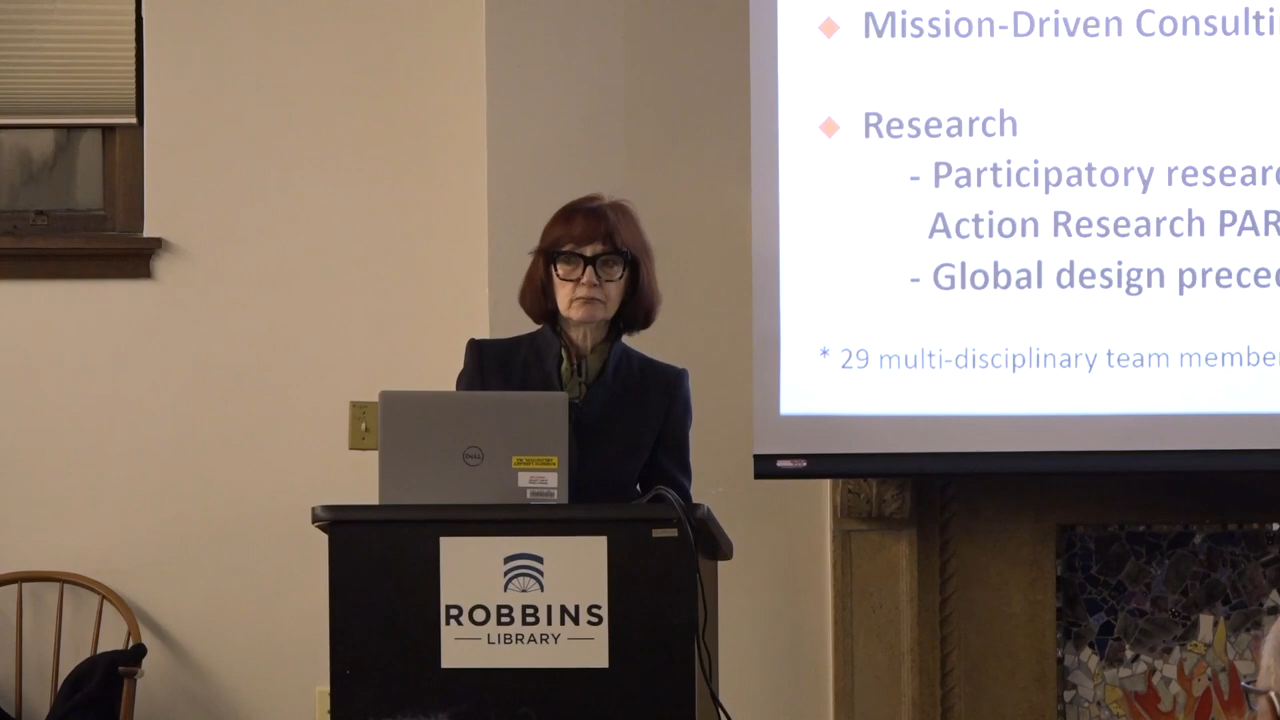 Mission-Driven Consulti
Research
- Participatory researc
Action Research PAR
- Global design prece
* 29 multi-disciplinary team member
DELL
ROBBINS
LIBRARY